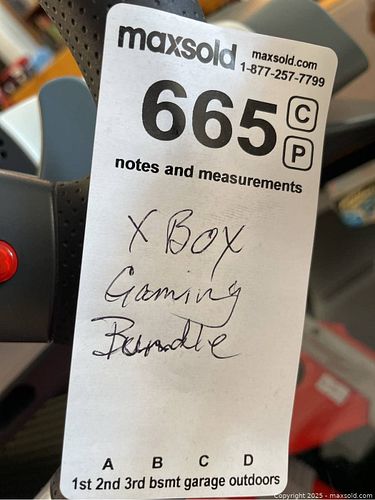 maxsold maxsold.com
1-877-257-7799
665 C
P
notes and measurements
X BOX
Gaming
Bundle
A B C D
1st 2nd 3rd bsmt garage outdoors
Copyright 2025 - maxsold.com